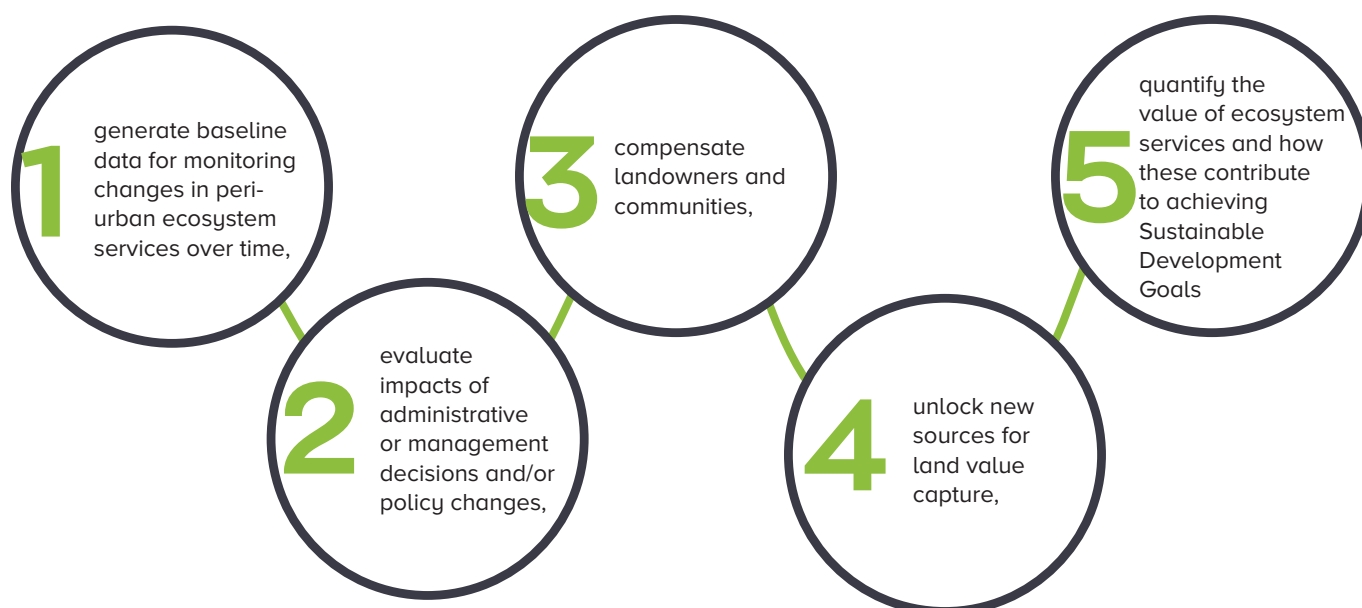 1
generate baseline
data for monitoring
changes in peri-
urban ecosystem
services over time,
2
evaluate
impacts of
administrative
or management
decisions and/or
policy changes,
3
compensate
landowners and
communities,
4
unlock new
sources for
land value
capture,
5
quantify the
value of ecosystem
services and how
these contribute
to achieving
Sustainable
Development
Goals